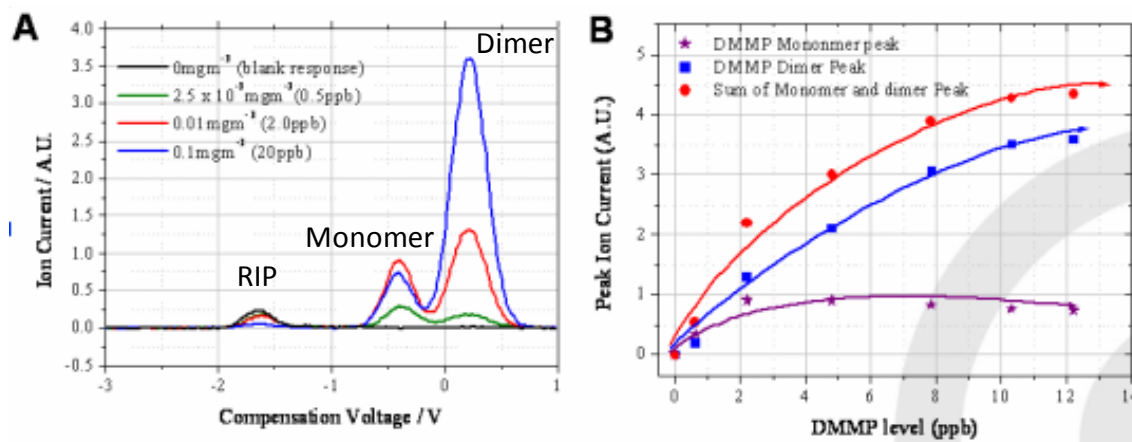 A
Dimer
0mgm⁻³ (blank response)
2.5 x 10⁻³mgm⁻³(0.5ppb)
0.01mgm⁻³ (2.0ppb)
0.1mgm⁻³ (20ppb)
Monomer
RIP
4.0
3.5
3.0
2.5
2.0
1.5
1.0
0.5
0.0
-0.5
Ion Current / A.U.
-3
-2
-1
0
1
Compensation Voltage / V
B
DMMP Mononmer peak
DMMP Dimer Peak
Sum of Monomer and dimer Peak
5
4
3
2
1
0
Peak Ion Current (A.U.)
0
2
4
6
8
10
12
14
DMMP level (ppb)